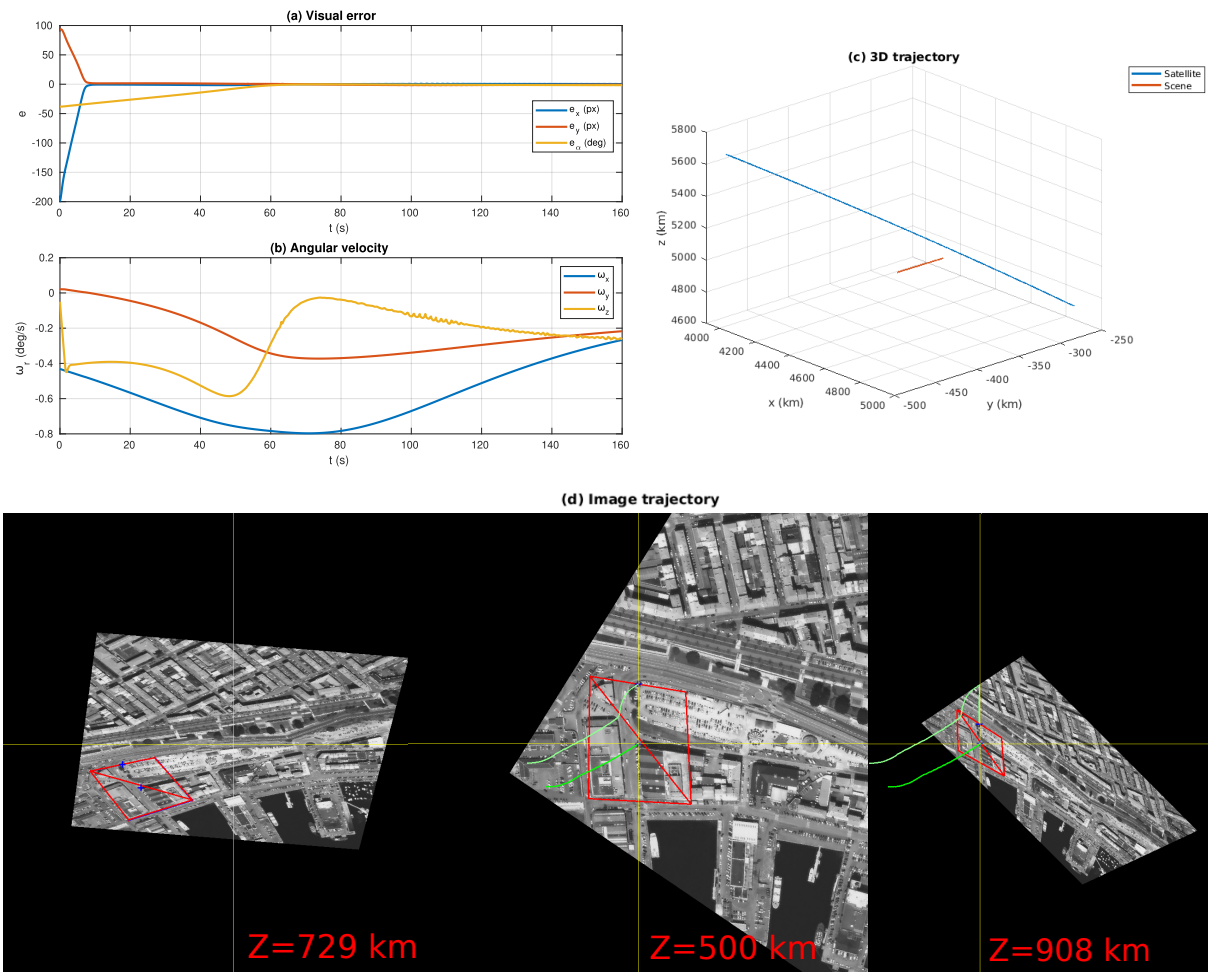 (a) Visual error
100
50
0
-50
-100
-150
-200
e
0 20 40 60 80 100 120 140 160
t (s)
e_x (px)
e_y (px)
e_α (deg)
(b) Angular velocity
0.2
0
-0.2
-0.4
-0.6
-0.8
ω_r (deg/s)
0 20 40 60 80 100 120 140 160
t (s)
ω_x
ω_y
ω_z
(c) 3D trajectory
Satellite
Scene
5800
5600
5400
5200
5000
4800
4600
z (km)
4000 4200 4400 4600 4800 5000
x (km)
-500 -450 -400 -350 -300 -250
y (km)
(d) Image trajectory
Z=729 km
Z=500 km
Z=908 km